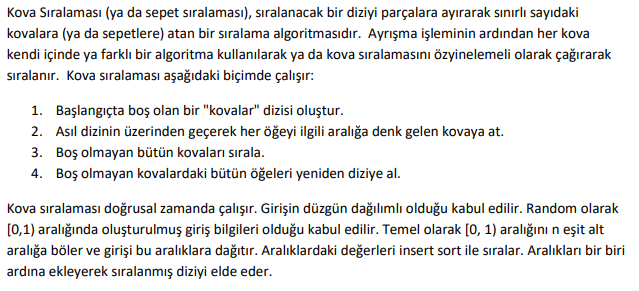 Kova Sıralaması (ya da sepet sıralaması), sıralanacak bir diziyi parçalara ayırarak sınırlı sayıdaki
kovalara (ya da sepetlere) atan bir sıralama algoritmasıdır.  Ayrışma işleminin ardından her kova
kendi içinde ya farklı bir algoritma kullanılarak ya da kova sıralamasını özyinelemeli olarak çağırarak
sıralanır.  Kova sıralaması aşağıdaki biçimde çalışır:
1. Başlangıçta boş olan bir "kovalar" dizisi oluştur.
2. Asıl dizinin üzerinden geçerek her öğeyi ilgili aralığa denk gelen kovaya at.
3. Boş olmayan bütün kovaları sırala.
4. Boş olmayan kovalardaki bütün öğeleri yeniden diziye al.
Kova sıralaması doğrusal zamanda çalışır. Girişin düzgün dağılımlı olduğu kabul edilir. Random olarak
[0,1) aralığında oluşturulmuş giriş bilgileri olduğu kabul edilir. Temel olarak [0, 1) aralığını n eşit alt
aralığa böler ve girişi bu aralıklara dağıtır. Aralıklardaki değerleri insert sort ile sıralar. Aralıkları bir biri
ardına ekleyerek sıralanmış diziyi elde eder.